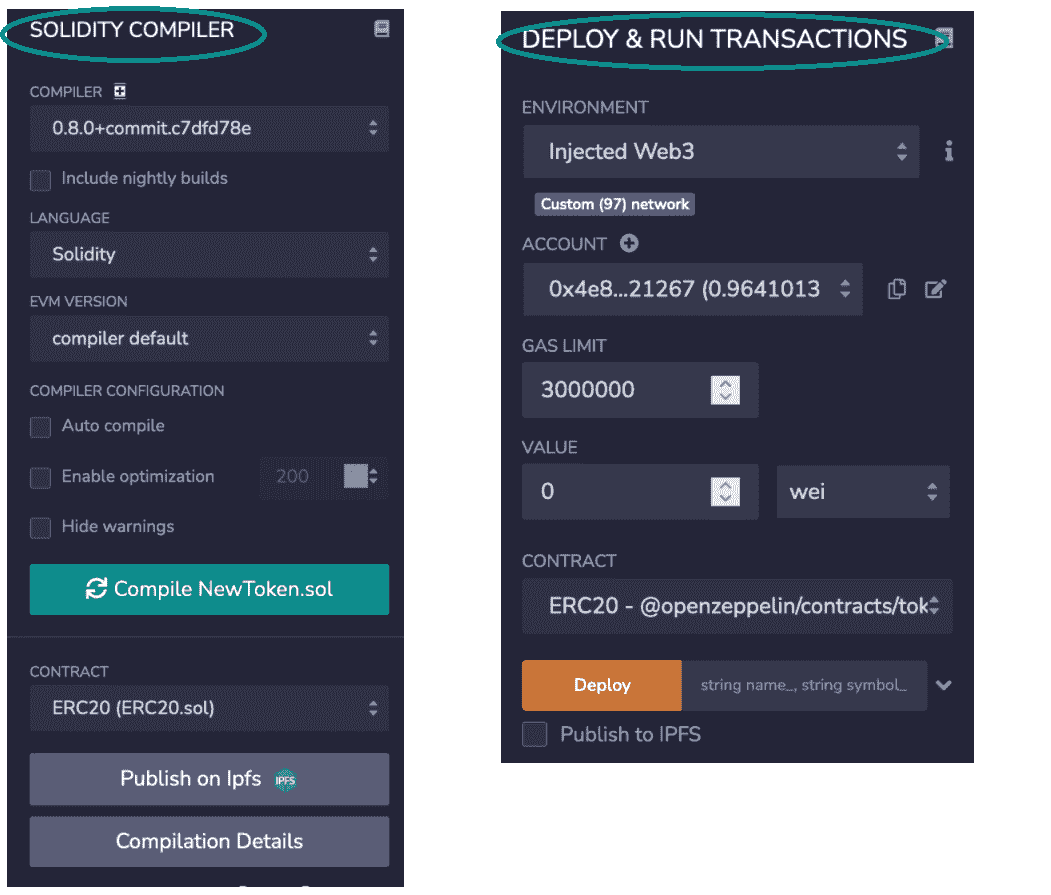 SOLIDITY COMPILER
COMPILER
0.8.0+commit.c7dfd78e
Include nightly builds
LANGUAGE
Solidity
EVM VERSION
compiler default
COMPILER CONFIGURATION
Auto compile
Enable optimization 200
Hide warnings
Compile NewToken.sol
CONTRACT
ERC20 (ERC20.sol)
Publish on Ipfs IPFS
Compilation Details
DEPLOY & RUN TRANSACTIONS
ENVIRONMENT
Injected Web3
Custom (97) network
ACCOUNT
0x4e8...21267 (0.9641013
GAS LIMIT
3000000
VALUE
0 wei
CONTRACT
ERC20 - @openzeppelin/contracts/tok
Deploy string name_, string symbol_
Publish to IPFS